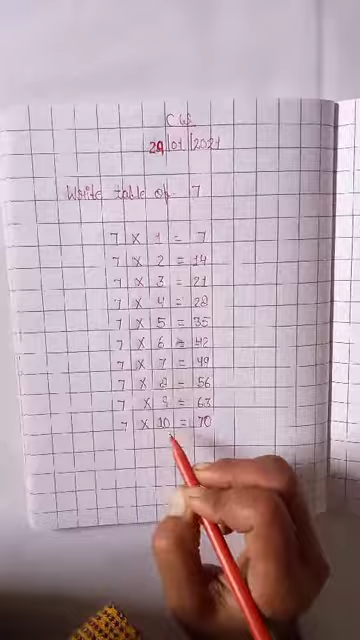 CW
29/01/2021
Write table of 7
7 × 1 = 7
7 × 2 = 14
7 × 3 = 21
7 × 4 = 28
7 × 5 = 35
7 × 6 = 42
7 × 7 = 49
7 × 8 = 56
7 × 9 = 63
7 × 10 = 70